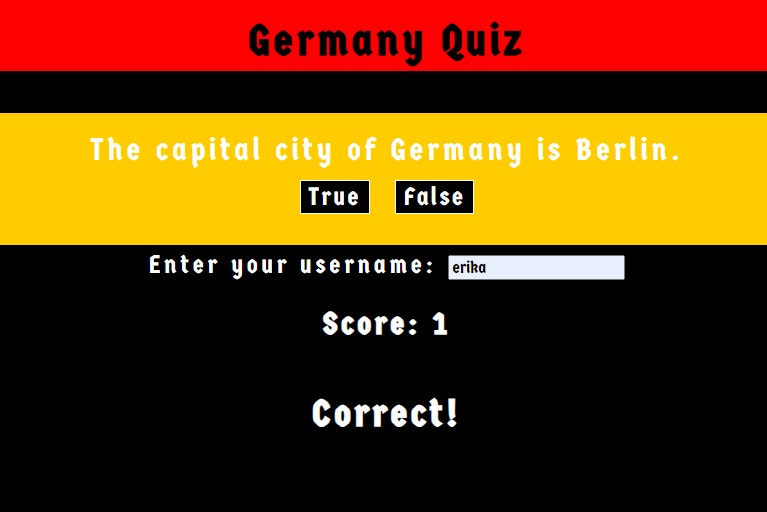 Germany Quiz
The capital city of Germany is Berlin.
True False
Enter your username: erika
Score: 1
Correct!